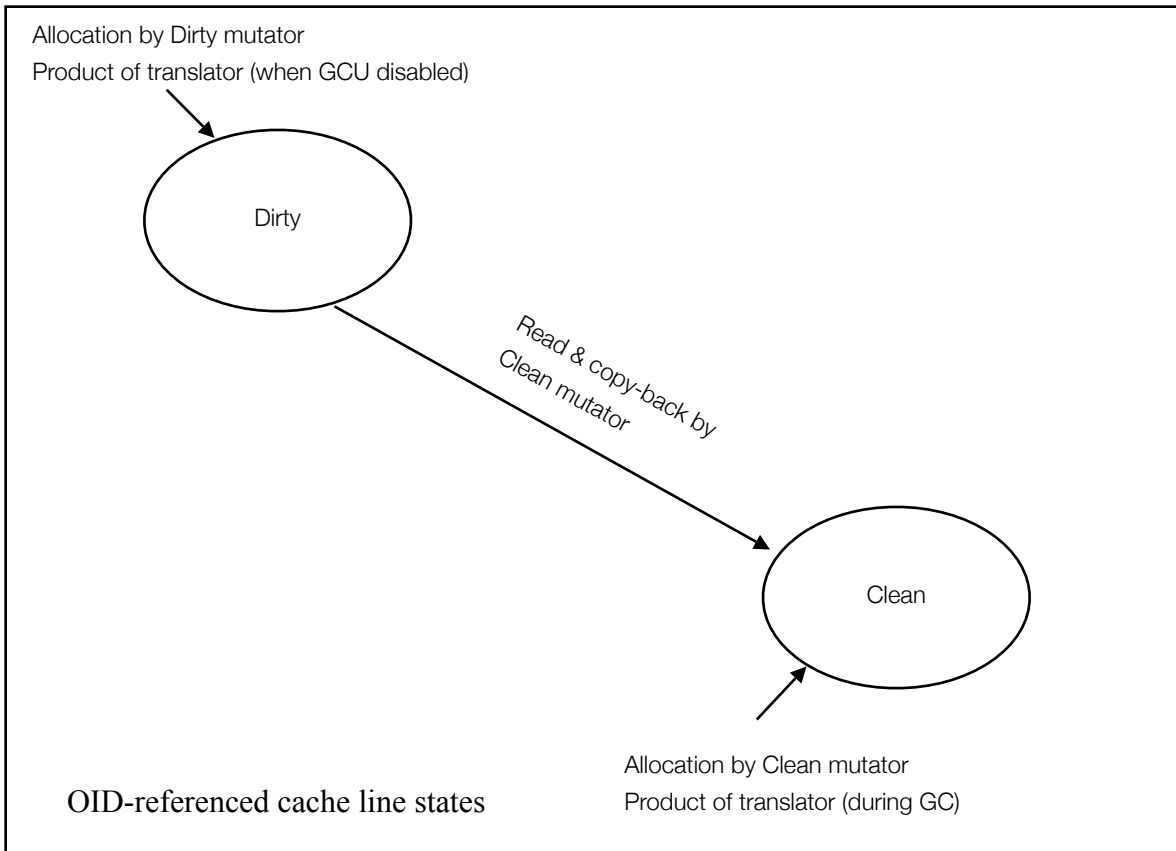 Allocation by Dirty mutator
Product of translator (when GCU disabled)
Dirty
Read & copy-back by
Clean mutator
Clean
Allocation by Clean mutator
Product of translator (during GC)
OID-referenced cache line states